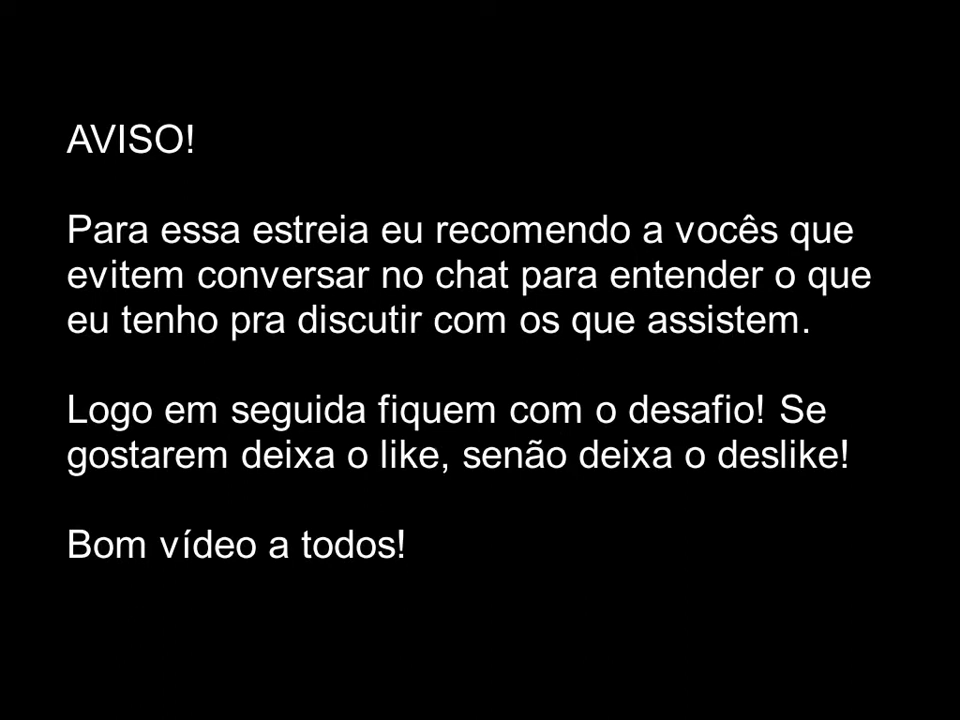 AVISO!
Para essa estreia eu recomendo a vocês que
evitem conversar no chat para entender o que
eu tenho pra discutir com os que assistem.
Logo em seguida fiquem com o desafio! Se
gostarem deixa o like, senão deixa o deslike!
Bom vídeo a todos!